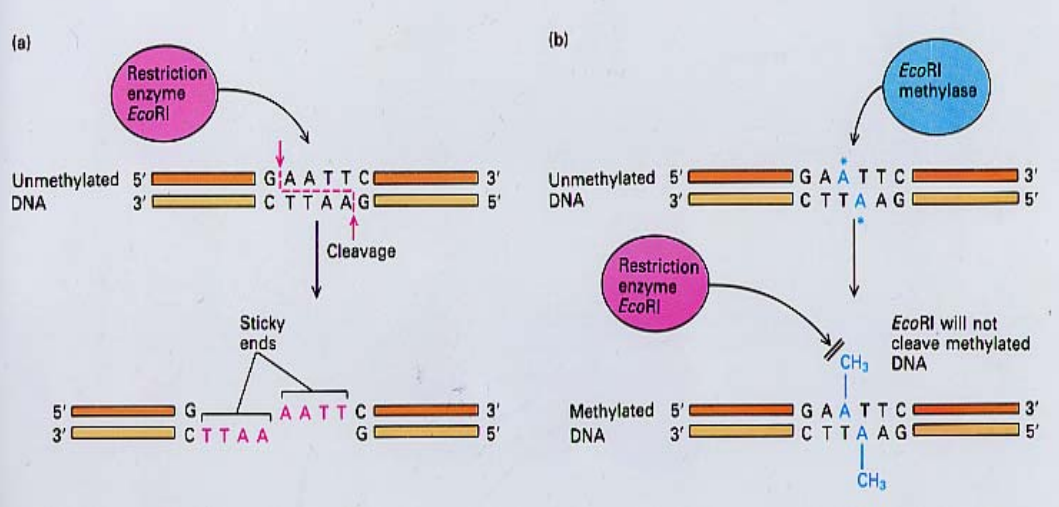 (a)
Restriction
enzyme
EcoRI
Unmethylated
DNA
5' G A A T T C 3'
3' C T T A A G 5'
Cleavage
Sticky
ends
5' G A A T T C 3'
3' C T T A A G 5'
(b)
EcoRI
methylase
Unmethylated
DNA
*
5' G A A T T C 3'
3' C T T A A G 5'
*
Restriction
enzyme
EcoRI
EcoRI will not
cleave methylated
DNA
CH₃
Methylated
DNA
5' G A A T T C 3'
3' C T T A A G 5'
CH₃